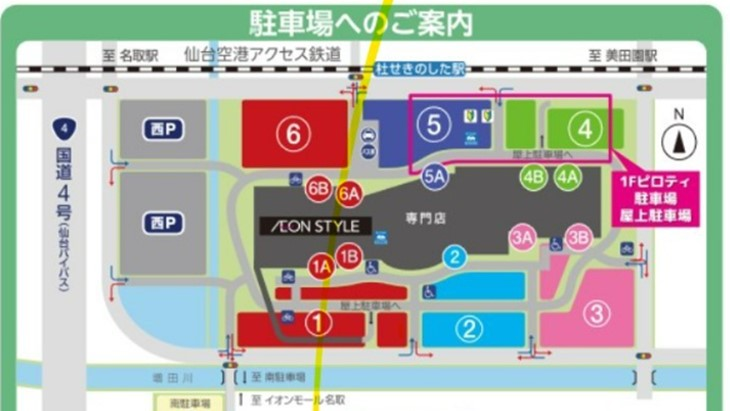 駐車場へのご案内
至 名取駅
仙台空港アクセス鉄道
至 美田園駅
杜せきのした駅
4
国道4号(仙台バイパス)
西P
西P
6
5
4
N
屋上駐車場へ
1Fピロティ
駐車場
屋上駐車場
バス
6B
6A
5A
4B
4A
ÆON STYLE
専門店
3A
3B
1A
1B
2
屋上駐車場へ
1
2
3
増田川
至 南駐車場
南駐車場
至 イオンモール名取